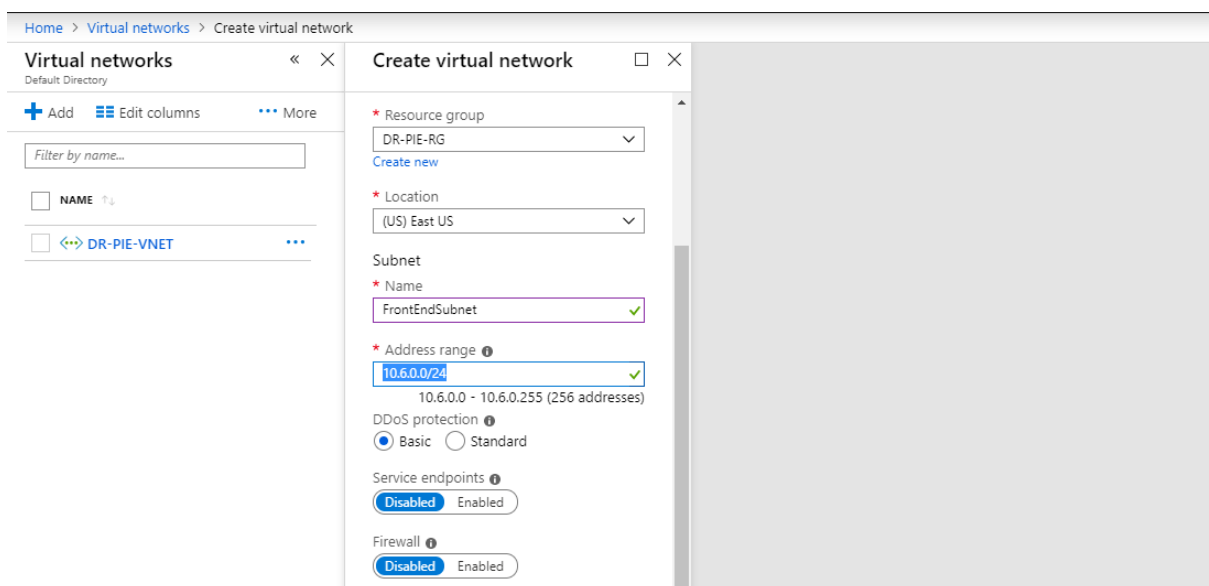 Home > Virtual networks > Create virtual network
Virtual networks
Default Directory
Add Edit columns More
Filter by name...
NAME
DR-PIE-VNET
Create virtual network
* Resource group
DR-PIE-RG
Create new
* Location
(US) East US
Subnet
* Name
FrontEndSubnet
* Address range
10.6.0.0/24
10.6.0.0 - 10.6.0.255 (256 addresses)
DDoS protection
Basic Standard
Service endpoints
Disabled Enabled
Firewall
Disabled Enabled